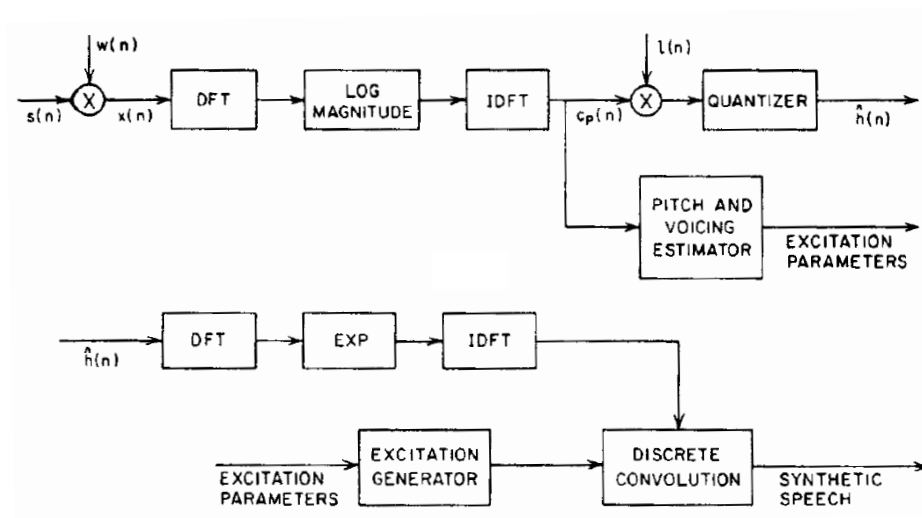 w(n)
l(n)
s(n)
x(n)
DFT
LOG
MAGNITUDE
IDFT
cp(n)
QUANTIZER
ĥ(n)
PITCH AND
VOICING
ESTIMATOR
EXCITATION
PARAMETERS
ĥ(n)
DFT
EXP
IDFT
EXCITATION
PARAMETERS
EXCITATION
GENERATOR
DISCRETE
CONVOLUTION
SYNTHETIC
SPEECH